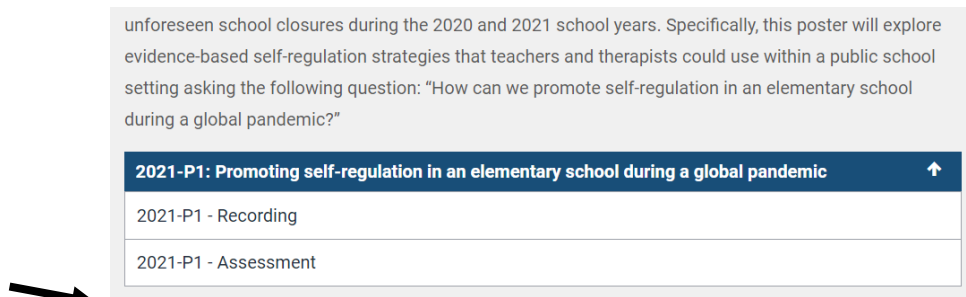 unforeseen school closures during the 2020 and 2021 school years. Specifically, this poster will explore
evidence-based self-regulation strategies that teachers and therapists could use within a public school
setting asking the following question: “How can we promote self-regulation in an elementary school
during a global pandemic?”
2021-P1: Promoting self-regulation in an elementary school during a global pandemic
2021-P1 - Recording
2021-P1 - Assessment